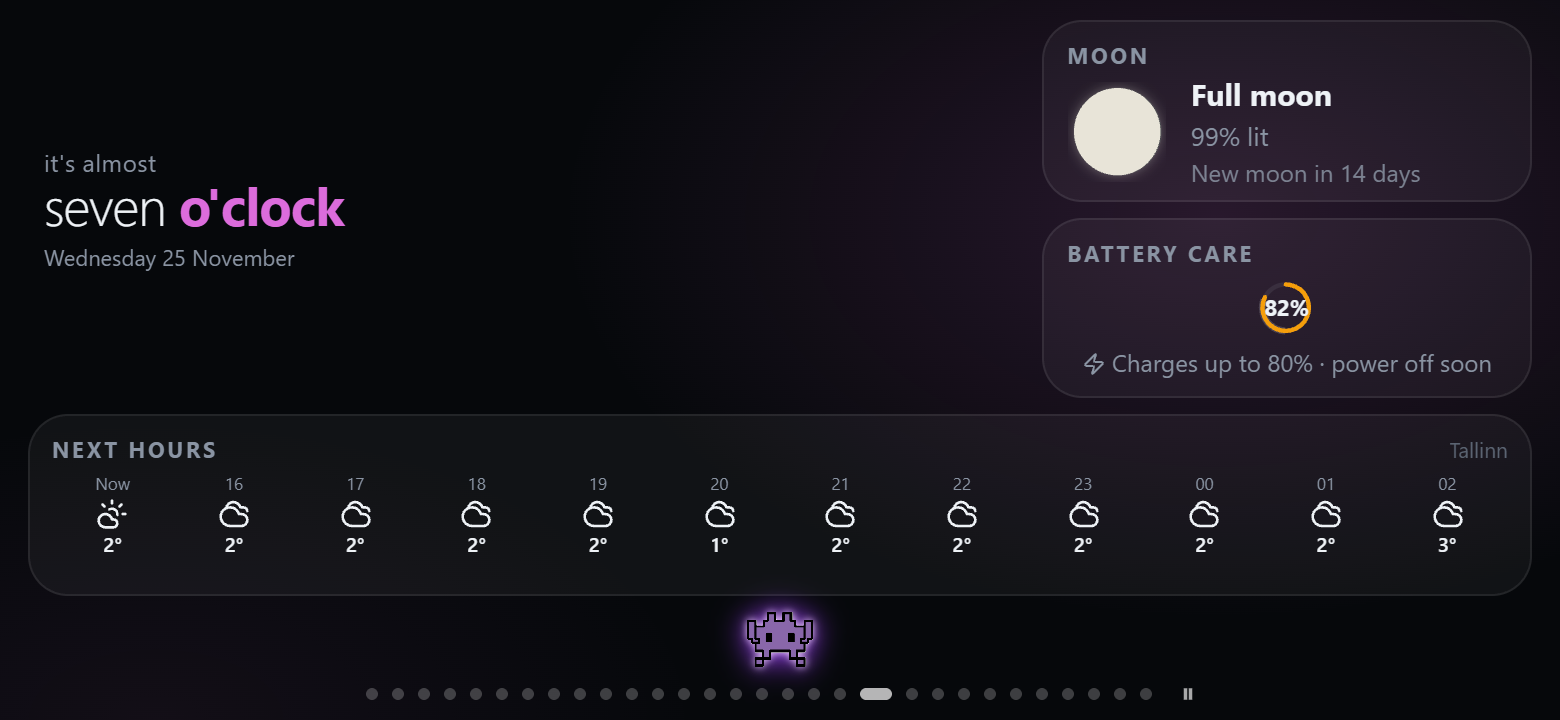 it's almost
seven o'clock
Wednesday 25 November
MOON
Full moon
99% lit
New moon in 14 days
BATTERY CARE
82%
Charges up to 80% · power off soon
NEXT HOURS
Tallinn
Now 16 17 18 19 20 21 22 23 00 01 02
2° 2° 2° 2° 2° 1° 2° 2° 2° 2° 2° 3°